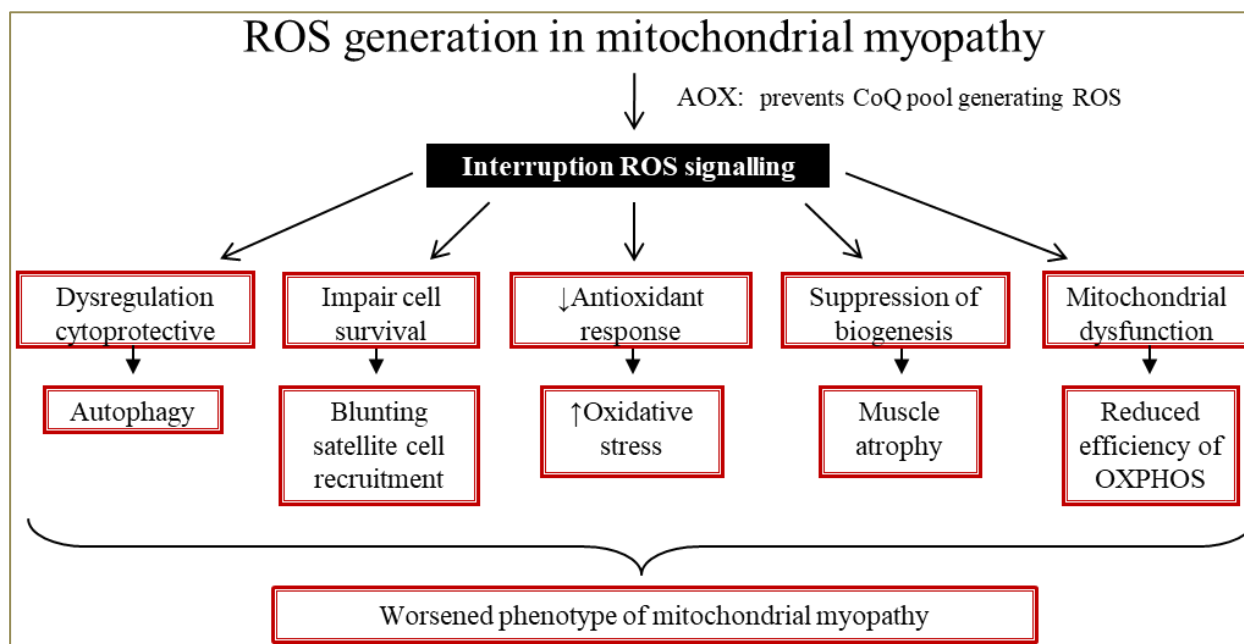 ROS generation in mitochondrial myopathy
AOX: prevents CoQ pool generating ROS
Interruption ROS signalling
Dysregulation
cytoprotective
Impair cell
survival
↓Antioxidant
response
Suppression of
biogenesis
Mitochondrial
dysfunction
Autophagy
Blunting
satellite cell
recruitment
↑Oxidative
stress
Muscle
atrophy
Reduced
efficiency of
OXPHOS
Worsened phenotype of mitochondrial myopathy